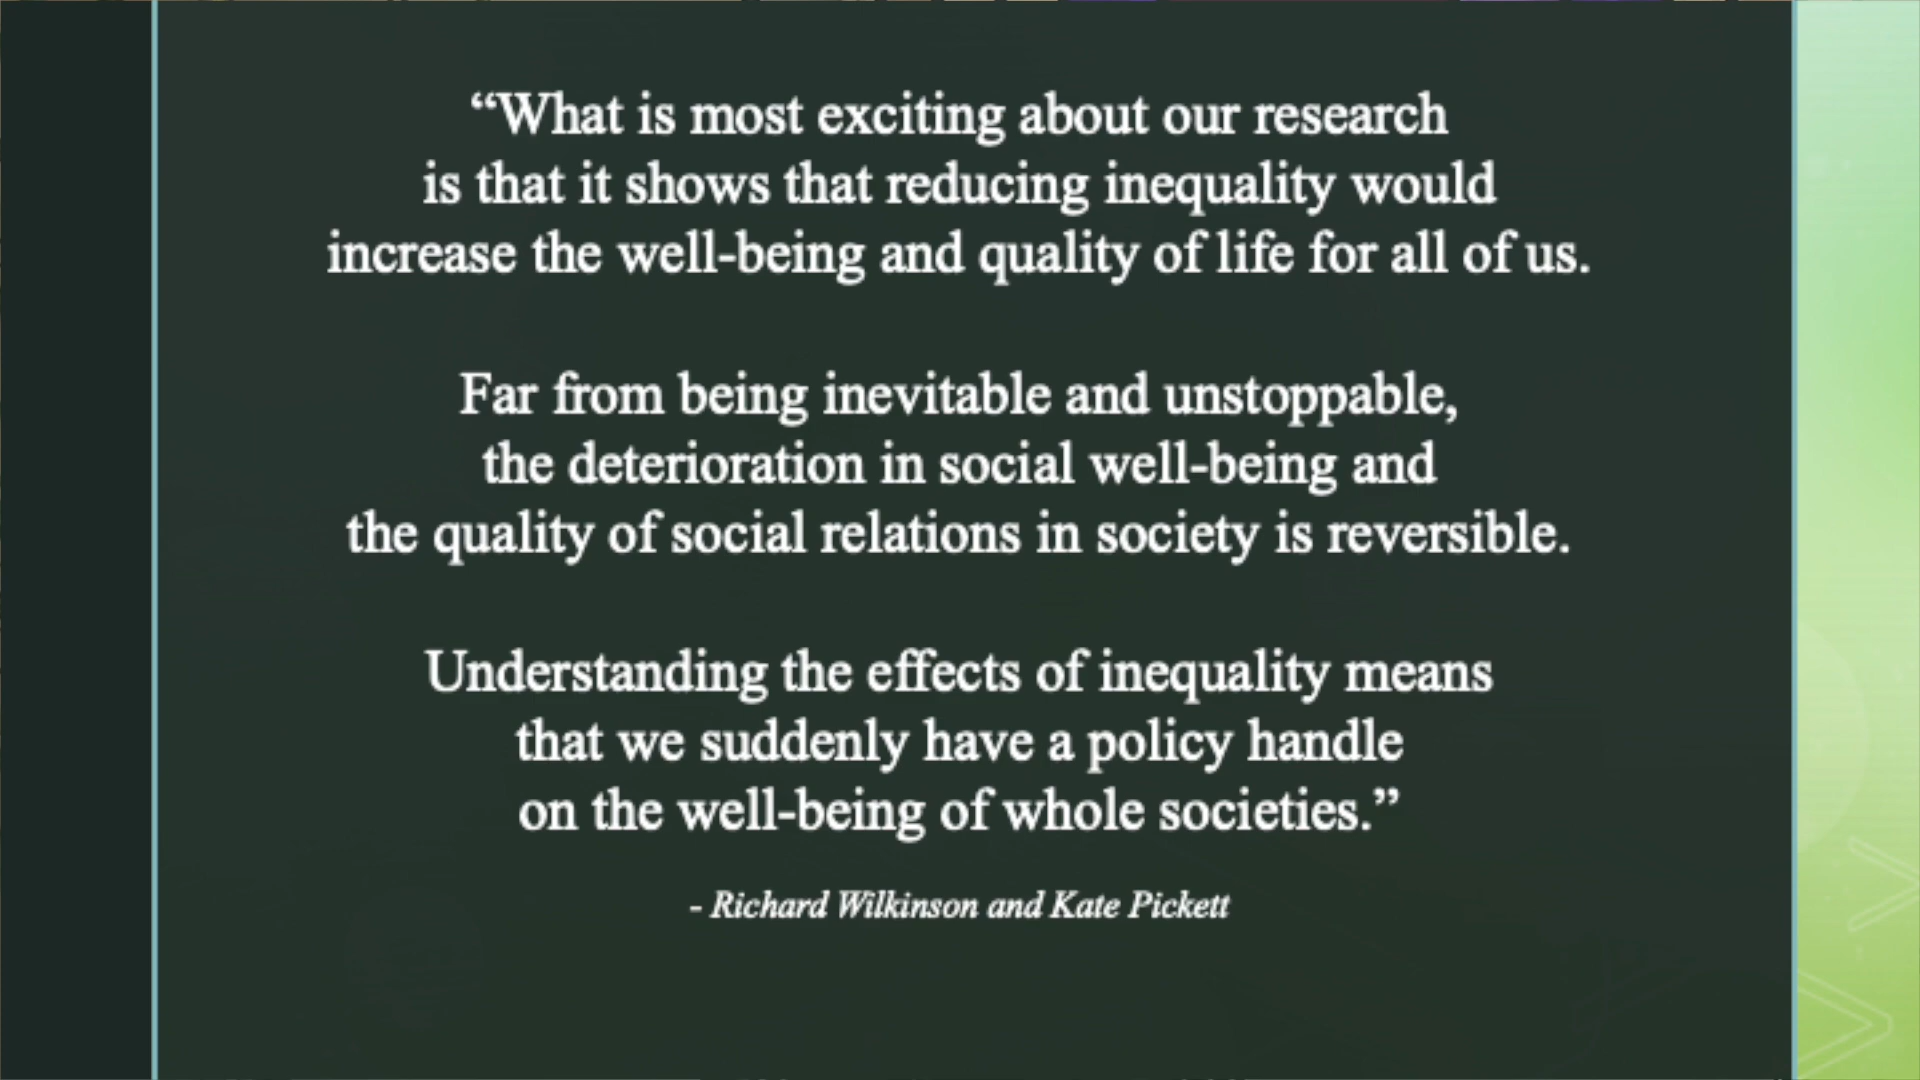 “What is most exciting about our research
is that it shows that reducing inequality would
increase the well-being and quality of life for all of us.
Far from being inevitable and unstoppable,
the deterioration in social well-being and
the quality of social relations in society is reversible.
Understanding the effects of inequality means
that we suddenly have a policy handle
on the well-being of whole societies.”
- Richard Wilkinson and Kate Pickett